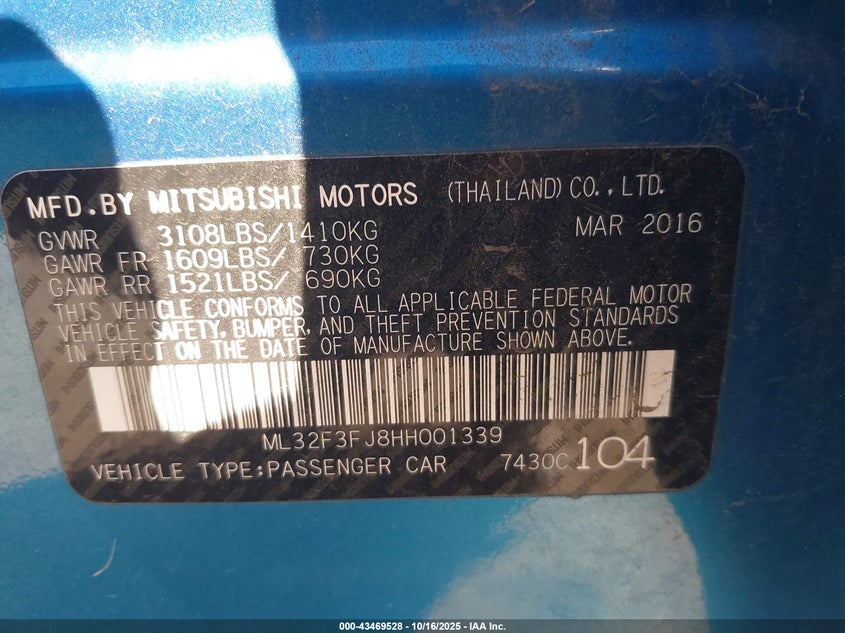 MFD.BY MITSUBISHI MOTORS (THAILAND) CO.,LTD.
GVWR 3108LBS/1410KG MAR 2016
GAWR FR 1609LBS/ 730KG
GAWR RR 1521LBS/ 690KG
THIS VEHICLE CONFORMS TO ALL APPLICABLE FEDERAL MOTOR
VEHICLE SAFETY, BUMPER, AND THEFT PREVENTION STANDARDS
IN EFFECT ON THE DATE OF MANUFACTURE SHOWN ABOVE.
ML32F3FJ8HH001339
VEHICLE TYPE:PASSENGER CAR 7430C 104
000-43469528 - 10/16/2025 - IAA Inc.